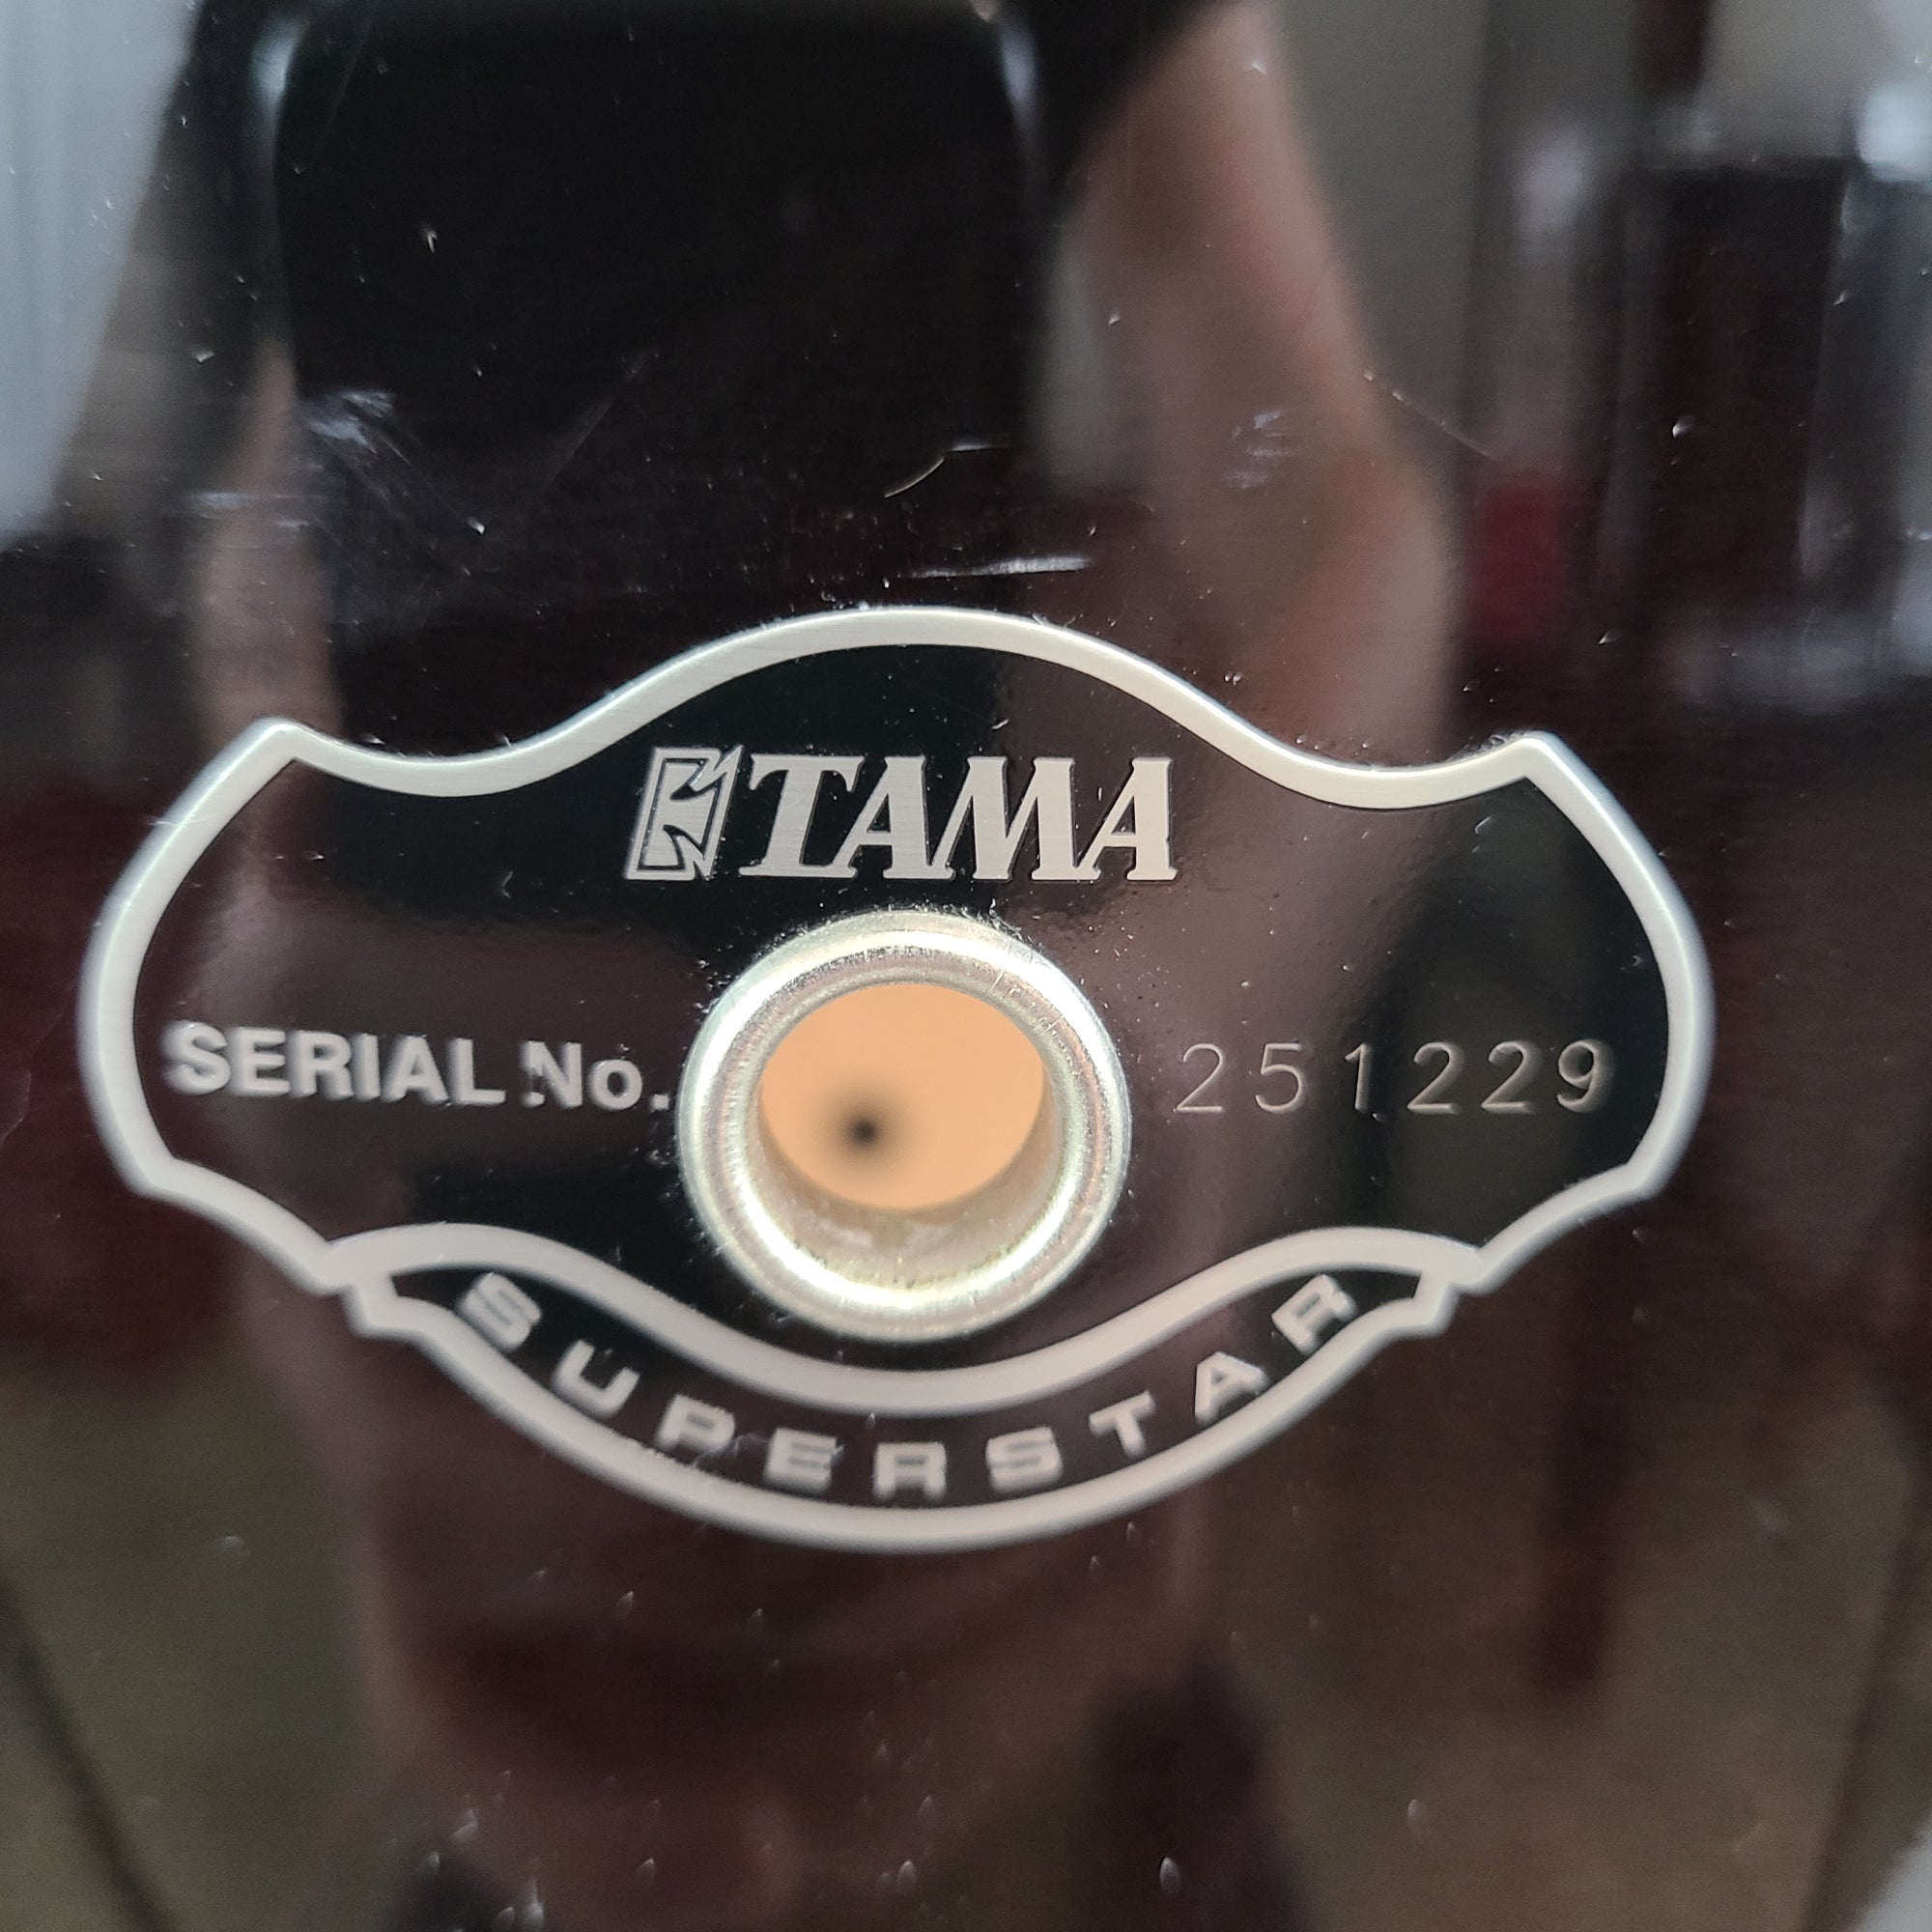 TAMA
SERIAL No. 251229
SUPERSTAR